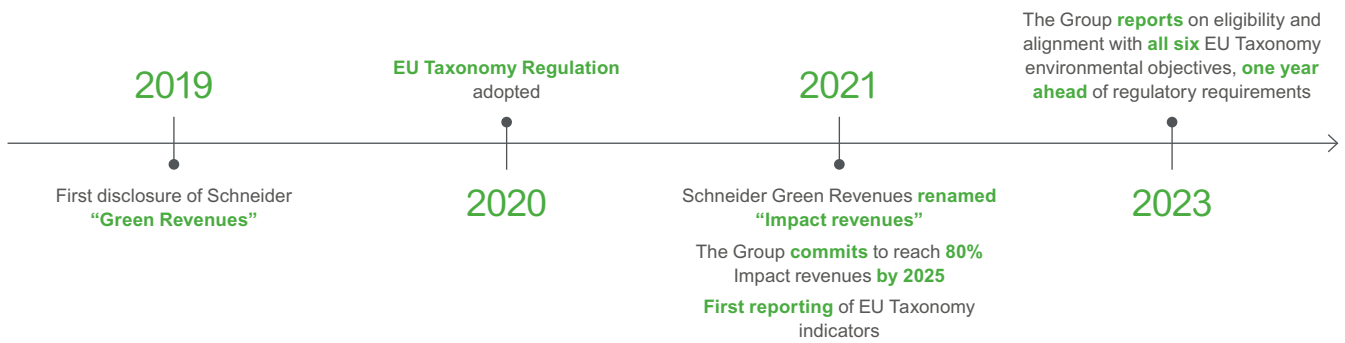 2019
First disclosure of Schneider
“Green Revenues”
EU Taxonomy Regulation
adopted
2020
2021
Schneider Green Revenues renamed
“Impact revenues”
The Group commits to reach 80%
Impact revenues by 2025
First reporting of EU Taxonomy
indicators
The Group reports on eligibility and
alignment with all six EU Taxonomy
environmental objectives, one year
ahead of regulatory requirements
2023